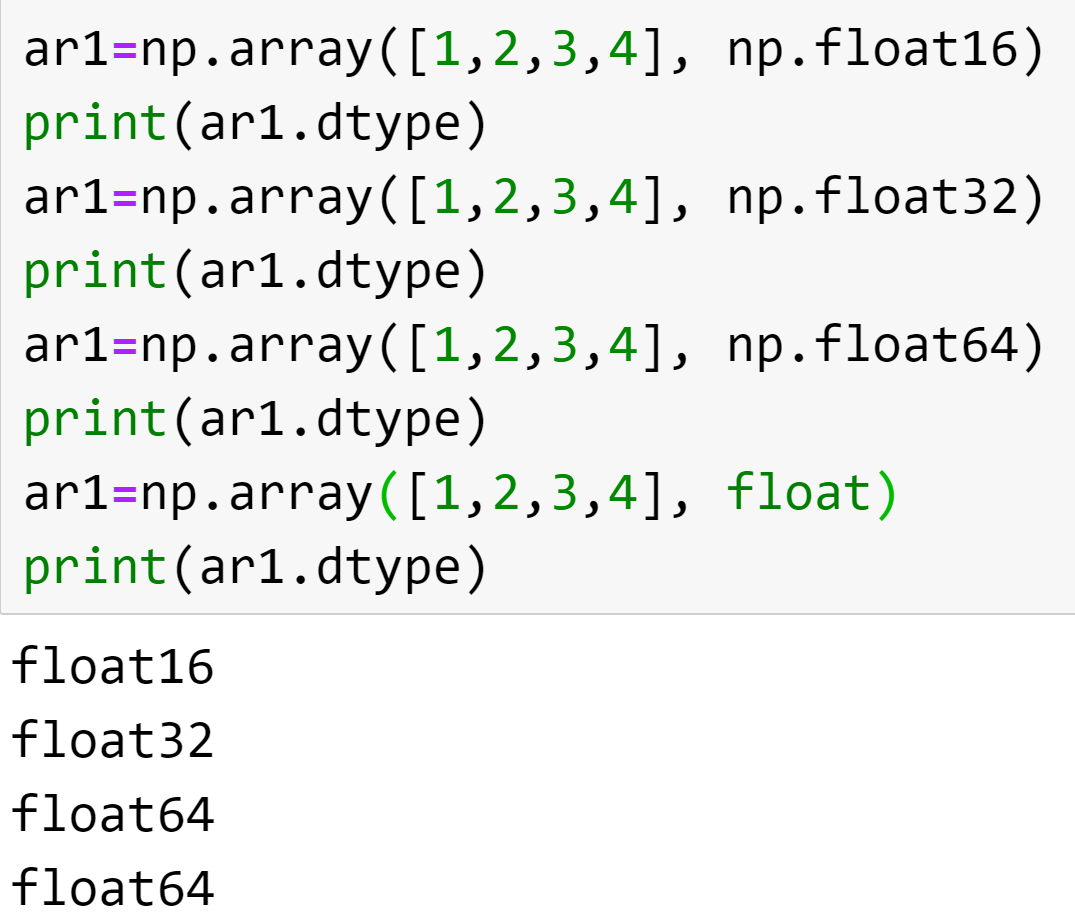 ar1=np.array([1,2,3,4], np.float16)
print(ar1.dtype)
ar1=np.array([1,2,3,4], np.float32)
print(ar1.dtype)
ar1=np.array([1,2,3,4], np.float64)
print(ar1.dtype)
ar1=np.array([1,2,3,4], float)
print(ar1.dtype)
float16
float32
float64
float64